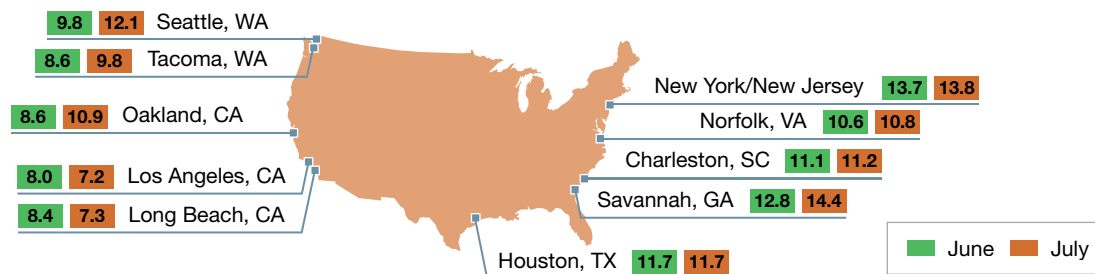 9.8 12.1 Seattle, WA
8.6 9.8 Tacoma, WA
8.6 10.9 Oakland, CA
8.0 7.2 Los Angeles, CA
8.4 7.3 Long Beach, CA
New York/New Jersey 13.7 13.8
Norfolk, VA 10.6 10.8
Charleston, SC 11.1 11.2
Savannah, GA 12.8 14.4
Houston, TX 11.7 11.7
June July